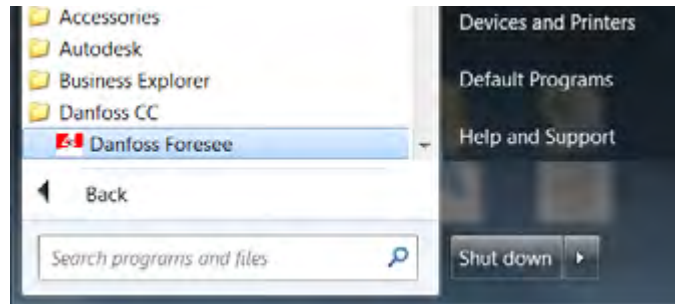 Accessories
Autodesk
Business Explorer
Danfoss CC
Danfoss Foresee
Back
Search programs and files
Devices and Printers
Default Programs
Help and Support
Shut down